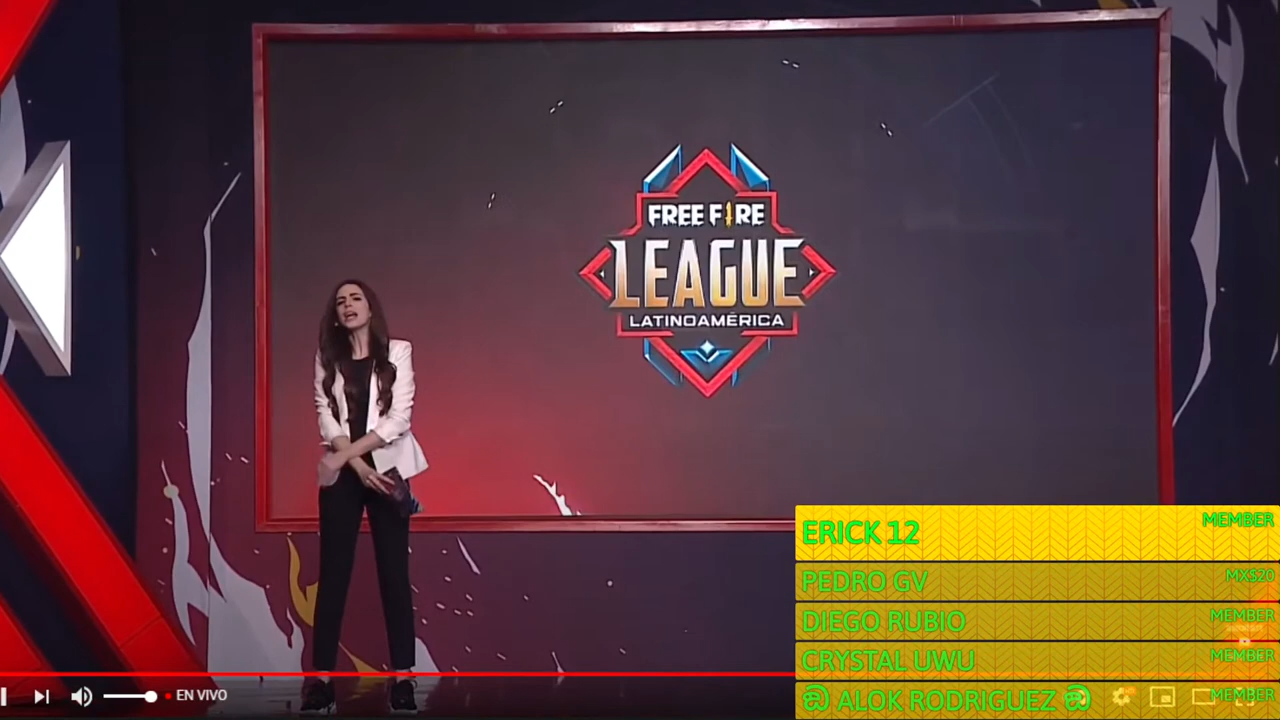 FREE FIRE
LEAGUE
LATINOAMÉRICA
ERICK 12 MEMBER
PEDRO GV MX$20
DIEGO RUBIO MEMBER
CRYSTAL UWU MEMBER
ඬ ALOK RODRIGUEZ ඬ MEMBER
EN VIVO